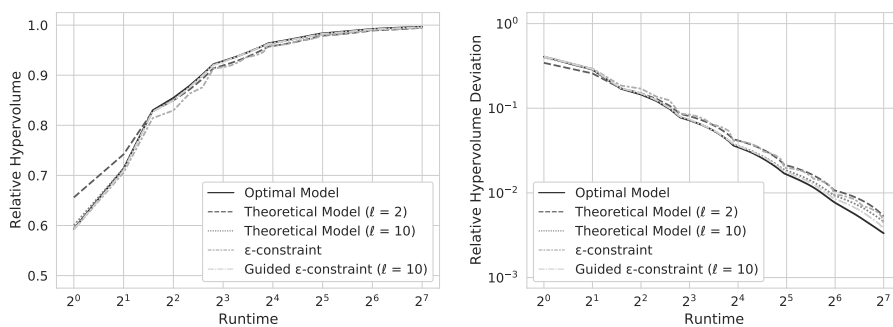 1.0
0.9
0.8
0.7
0.6
0.5
Relative Hypervolume
Optimal Model
Theoretical Model (ℓ = 2)
Theoretical Model (ℓ = 10)
ε-constraint
Guided ε-constraint (ℓ = 10)
2⁰ 2¹ 2² 2³ 2⁴ 2⁵ 2⁶ 2⁷
Runtime
10⁰
10⁻¹
10⁻²
10⁻³
Relative Hypervolume Deviation
Optimal Model
Theoretical Model (ℓ = 2)
Theoretical Model (ℓ = 10)
ε-constraint
Guided ε-constraint (ℓ = 10)
2⁰ 2¹ 2² 2³ 2⁴ 2⁵ 2⁶ 2⁷
Runtime